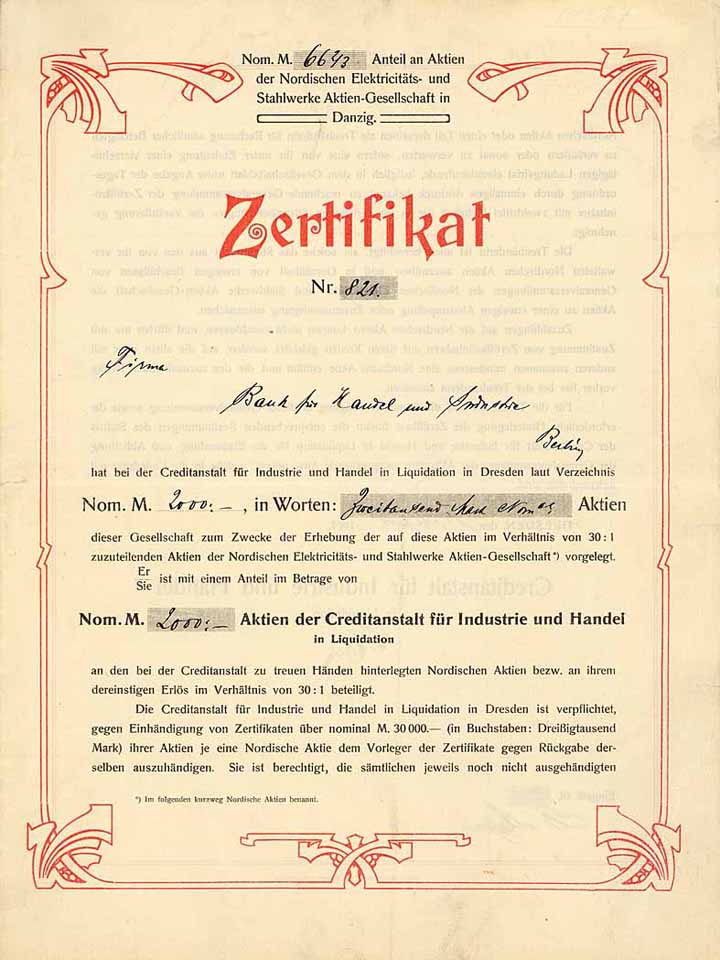 Nom. M. Anteil an Aktien
der Nordischen Elektricitäts- und
Stahlwerke Aktien-Gesellschaft in
Danzig.
Zertifikat
Nr. 821.
Firma
Bank für Handel und Industrie
Berlin
hat bei der Creditanstalt für Industrie und Handel in Liquidation in Dresden laut Verzeichnis
Nom. M. 2000.–, in Worten: Zweitausend Mark Aktien
dieser Gesellschaft zum Zwecke der Erhebung der auf diese Aktien im Verhältnis von 30:1
zuzuteilenden Aktien der Nordischen Elektricitäts- und Stahlwerke Aktien-Gesellschaft*) vorgelegt.
Er
Sie ist mit einem Anteil im Betrage von
Nom. M. 2000.– Aktien der Creditanstalt für Industrie und Handel
in Liquidation
an den bei der Creditanstalt zu treuen Händen hinterlegten Nordischen Aktien bezw. an ihrem
dereinstigen Erlös im Verhältnis von 30:1 beteiligt.
Die Creditanstalt für Industrie und Handel in Liquidation in Dresden ist verpflichtet,
gegen Einhändigung von Zertifikaten über nominal M. 30 000.— (in Buchstaben: Dreißigtausend
Mark) ihrer Aktien je eine Nordische Aktie dem Vorleger der Zertifikate gegen Rückgabe der-
selben auszuhändigen. Sie ist berechtigt, die sämtlichen jeweils noch nicht ausgehändigten
*) Im folgenden kurzweg Nordische Aktien benannt.